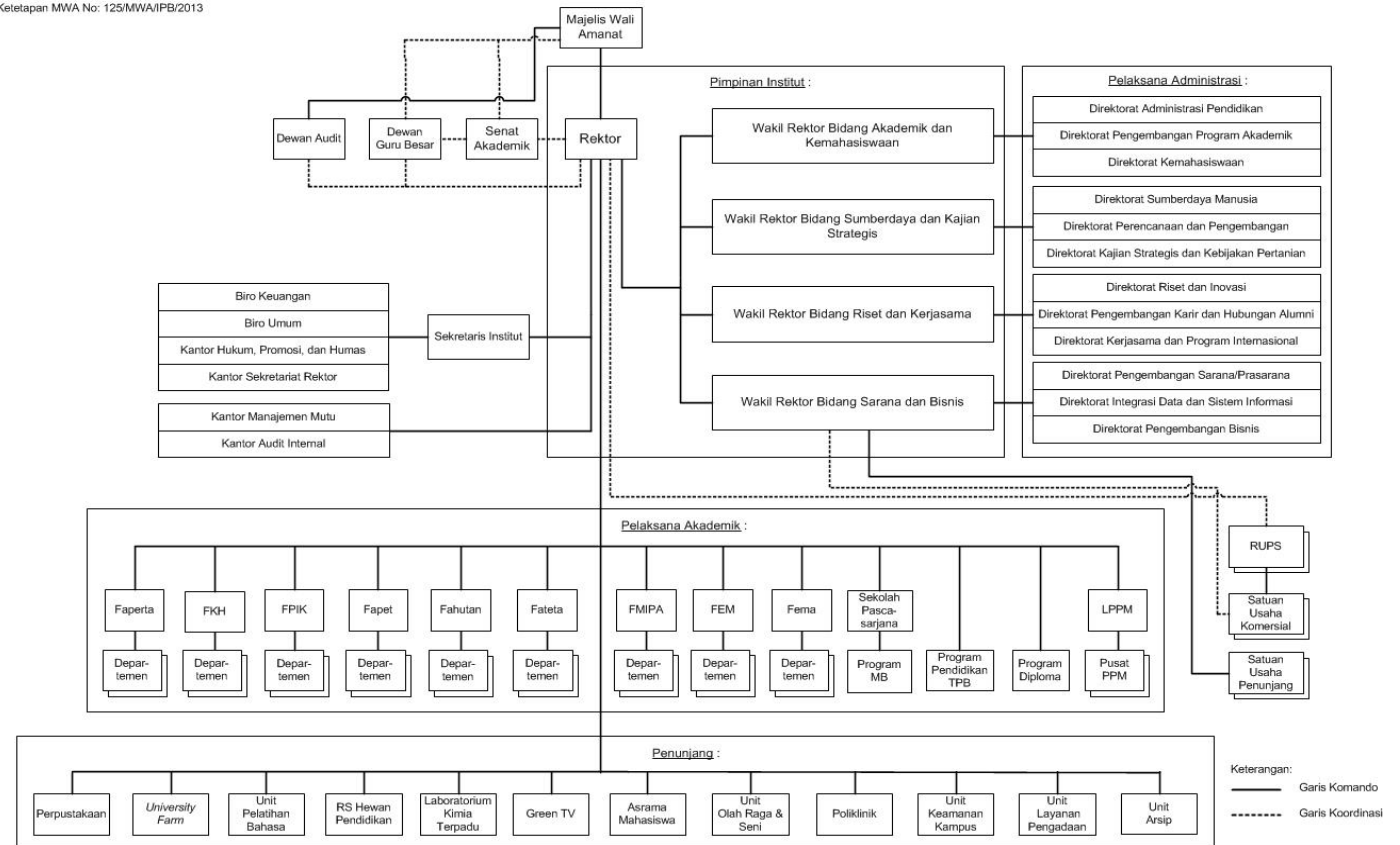 Ketetapan MWA No: 125/MWA/IPB/2013
Majelis Wali
Amanat
Pimpinan Institut :
Pelaksana Administrasi :
Dewan Audit
Dewan
Guru Besar
Senat
Akademik
Rektor
Wakil Rektor Bidang Akademik dan
Kemahasiswaan
Direktorat Administrasi Pendidikan
Direktorat Pengembangan Program Akademik
Direktorat Kemahasiswaan
Wakil Rektor Bidang Sumberdaya dan Kajian
Strategis
Direktorat Sumberdaya Manusia
Direktorat Perencanaan dan Pengembangan
Direktorat Kajian Strategis dan Kebijakan Pertanian
Wakil Rektor Bidang Riset dan Kerjasama
Direktorat Riset dan Inovasi
Direktorat Pengembangan Karir dan Hubungan Alumni
Direktorat Kerjasama dan Program Internasional
Wakil Rektor Bidang Sarana dan Bisnis
Direktorat Pengembangan Sarana/Prasarana
Direktorat Integrasi Data dan Sistem Informasi
Direktorat Pengembangan Bisnis
Biro Keuangan
Biro Umum
Kantor Hukum, Promosi, dan Humas
Kantor Sekretariat Rektor
Sekretaris Institut
Kantor Manajemen Mutu
Kantor Audit Internal
Pelaksana Akademik :
Faperta
FKH
FPIK
Fapet
Fahutan
Fateta
FMIPA
FEM
Fema
Sekolah
Pasca-
sarjana
LPPM
Depar-
temen
Depar-
temen
Depar-
temen
Depar-
temen
Depar-
temen
Depar-
temen
Depar-
temen
Depar-
temen
Depar-
temen
Program
MB
Program
Pendidikan
TPB
Program
Diploma
Pusat
PPM
RUPS
Satuan
Usaha
Komersial
Satuan
Usaha
Penunjang
Penunjang :
Perpustakaan
University
Farm
Unit
Pelatihan
Bahasa
RS Hewan
Pendidikan
Laboratorium
Kimia
Terpadu
Green TV
Asrama
Mahasiswa
Unit
Olah Raga &
Seni
Poliklinik
Unit
Keamanan
Kampus
Unit
Layanan
Pengadaan
Unit
Arsip
Keterangan:
Garis Komando
Garis Koordinasi